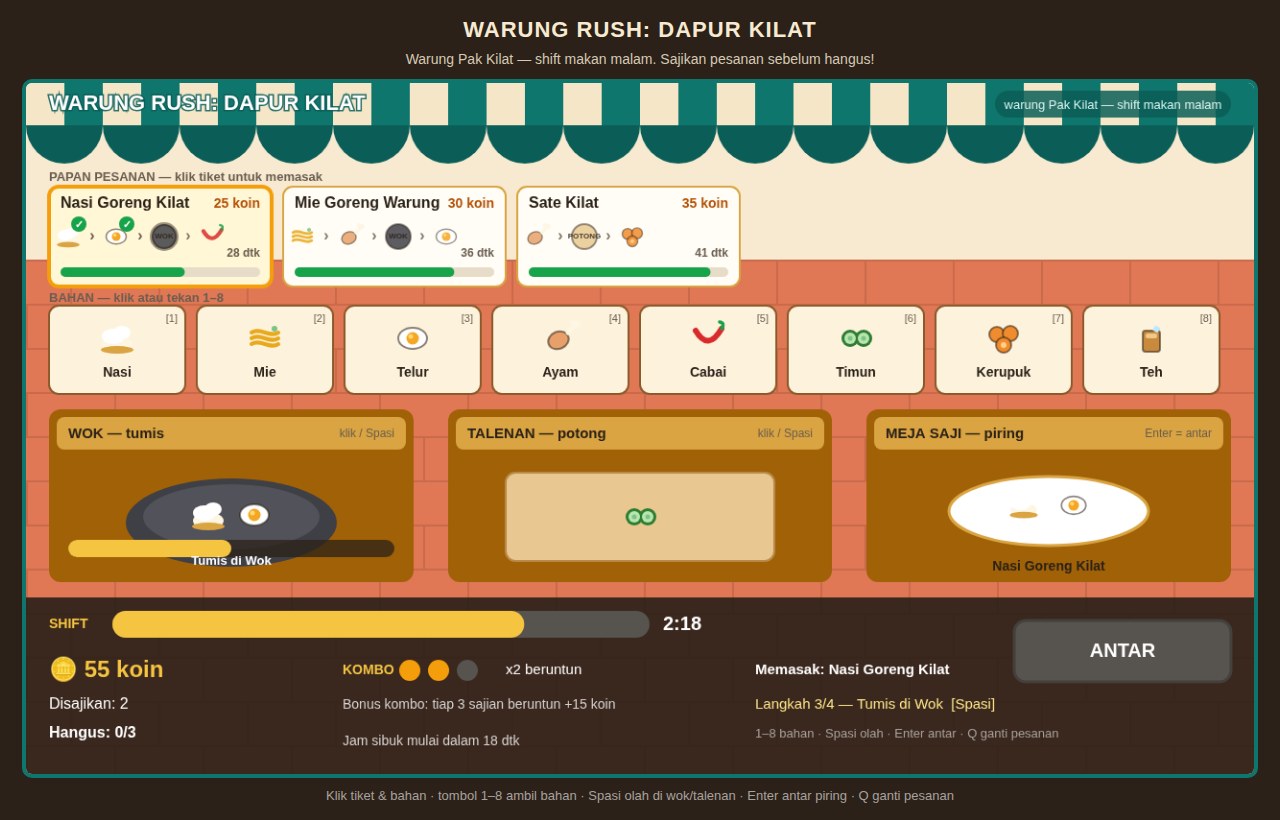 WARUNG RUSH: DAPUR KILAT
Warung Pak Kilat — shift makan malam. Sajikan pesanan sebelum hangus!
WARUNG RUSH: DAPUR KILAT
warung Pak Kilat — shift makan malam
PAPAN PESANAN — klik tiket untuk memasak
Nasi Goreng Kilat 25 koin
WOK
28 dtk
Mie Goreng Warung 30 koin
WOK
36 dtk
Sate Kilat 35 koin
POTONG
41 dtk
BAHAN — klik atau tekan 1–8
[1]
Nasi
[2]
Mie
[3]
Telur
[4]
Ayam
[5]
Cabai
[6]
Timun
[7]
Kerupuk
[8]
Teh
WOK — tumis klik / Spasi
Tumis di Wok
TALENAN — potong klik / Spasi
MEJA SAJI — piring Enter = antar
Nasi Goreng Kilat
SHIFT 2:18
55 koin
Disajikan: 2
Hangus: 0/3
KOMBO x2 beruntun
Bonus kombo: tiap 3 sajian beruntun +15 koin
Jam sibuk mulai dalam 18 dtk
Memasak: Nasi Goreng Kilat
Langkah 3/4 — Tumis di Wok [Spasi]
1–8 bahan · Spasi olah · Enter antar · Q ganti pesanan
ANTAR
Klik tiket & bahan · tombol 1–8 ambil bahan · Spasi olah di wok/talenan · Enter antar piring · Q ganti pesanan